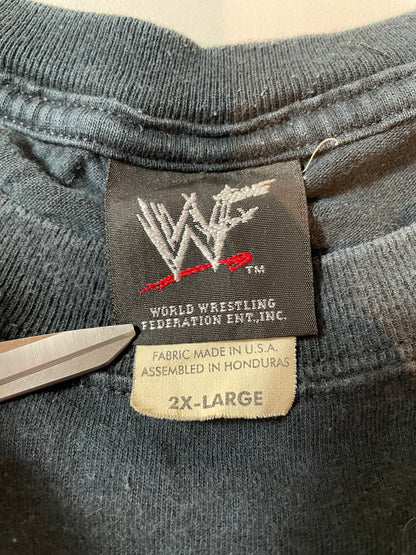 WF
TM
WORLD WRESTLING
FEDERATION ENT., INC.
FABRIC MADE IN U.S.A.
ASSEMBLED IN HONDURAS
2X-LARGE